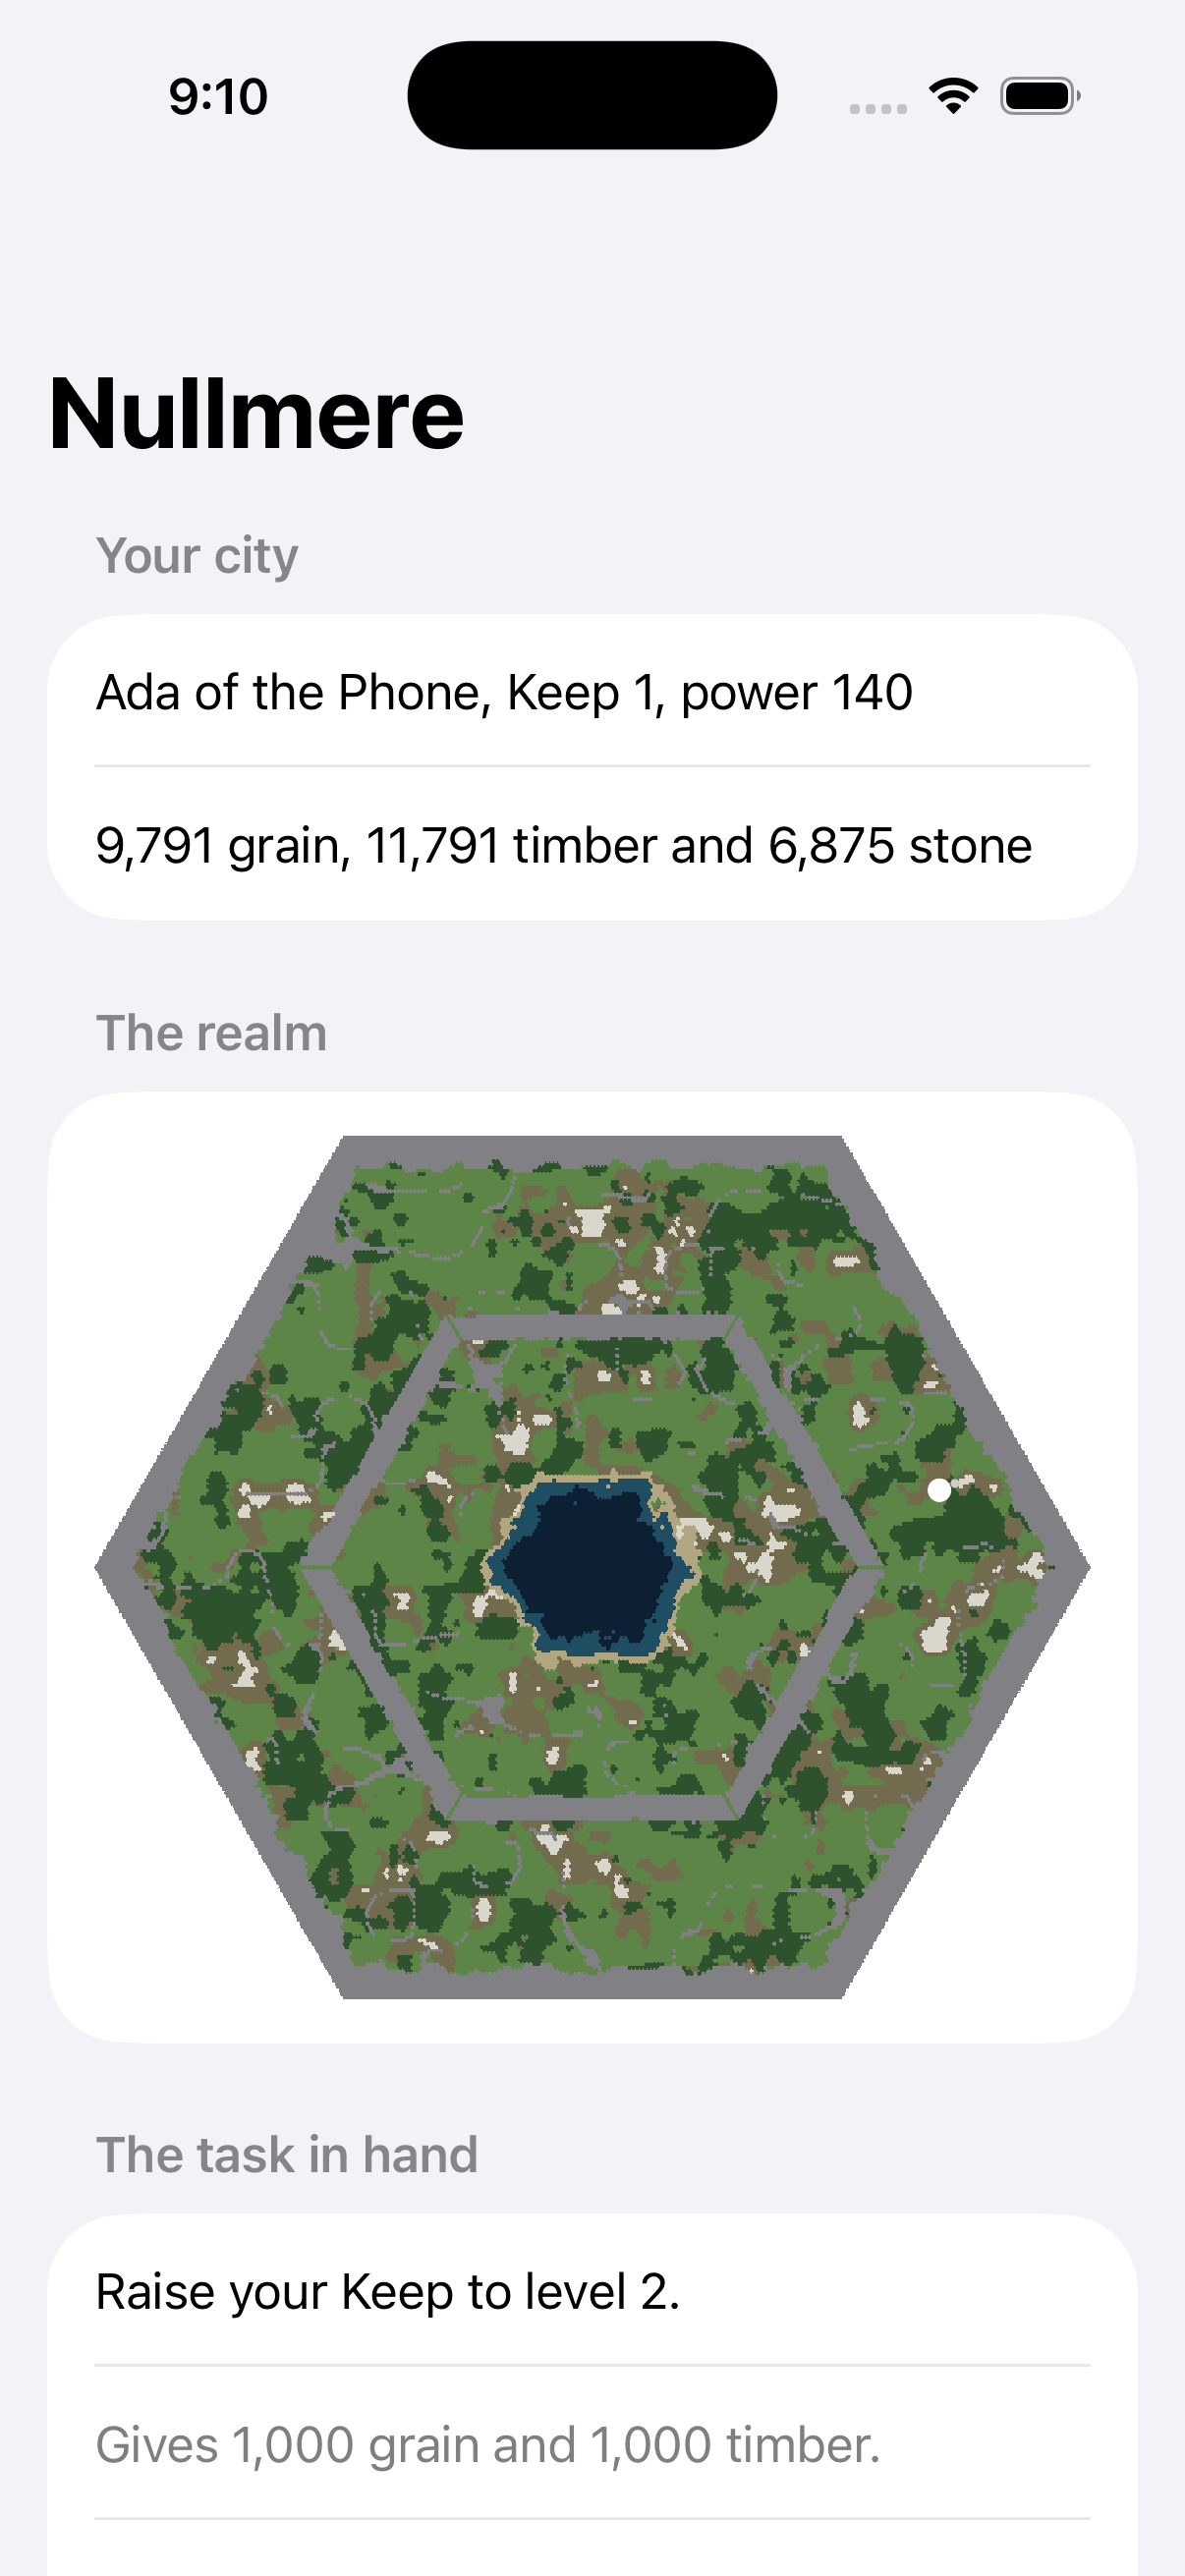 9:10
Nullmere
Your city
Ada of the Phone, Keep 1, power 140
9,791 grain, 11,791 timber and 6,875 stone
The realm
The task in hand
Raise your Keep to level 2.
Gives 1,000 grain and 1,000 timber.